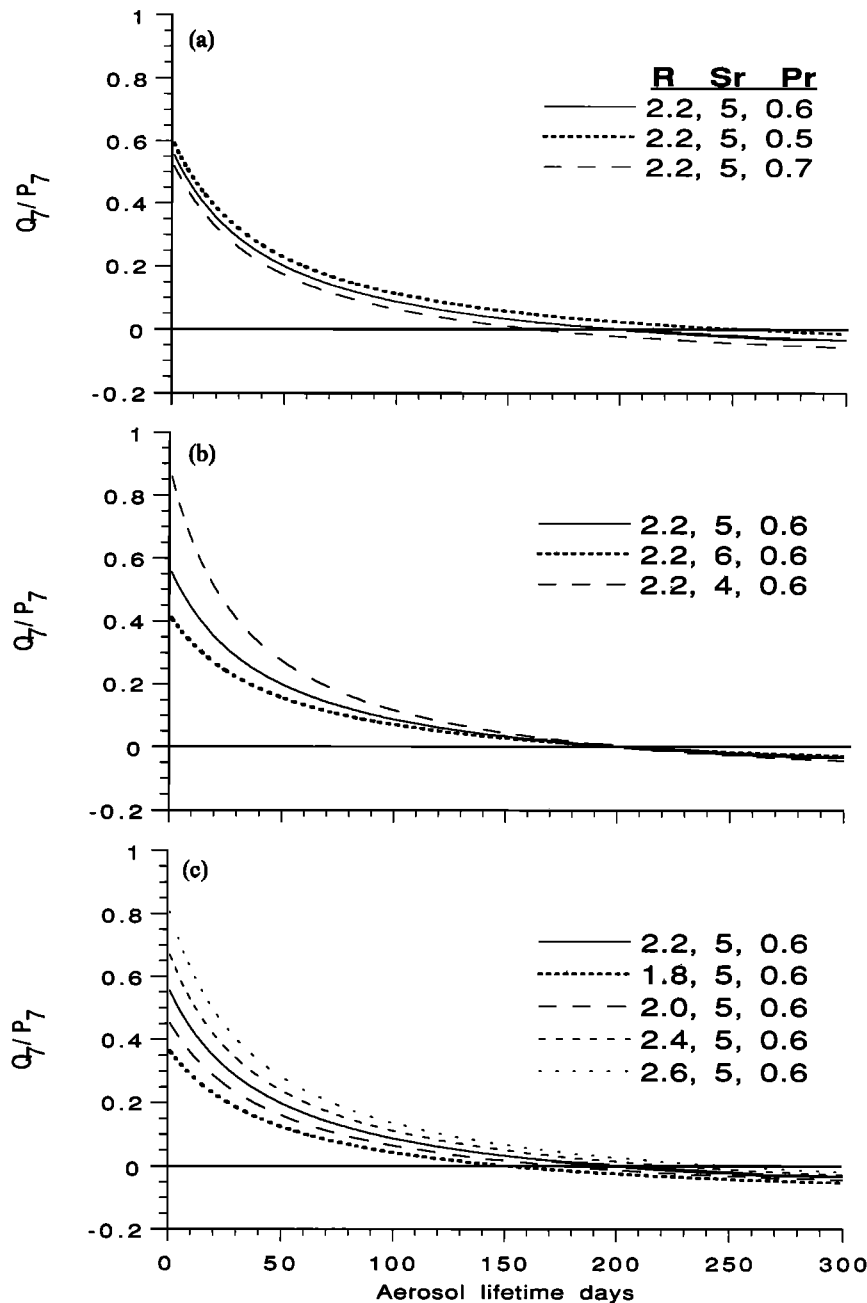 (a)
R Sr Pr
2.2, 5, 0.6
2.2, 5, 0.5
2.2, 5, 0.7
1
0.8
0.6
0.4
0.2
0
-0.2
Q7/P7
(b)
2.2, 5, 0.6
2.2, 6, 0.6
2.2, 4, 0.6
1
0.8
0.6
0.4
0.2
0
-0.2
Q7/P7
(c)
2.2, 5, 0.6
1.8, 5, 0.6
2.0, 5, 0.6
2.4, 5, 0.6
2.6, 5, 0.6
1
0.8
0.6
0.4
0.2
0
-0.2
Q7/P7
0 50 100 150 200 250 300
Aerosol lifetime days